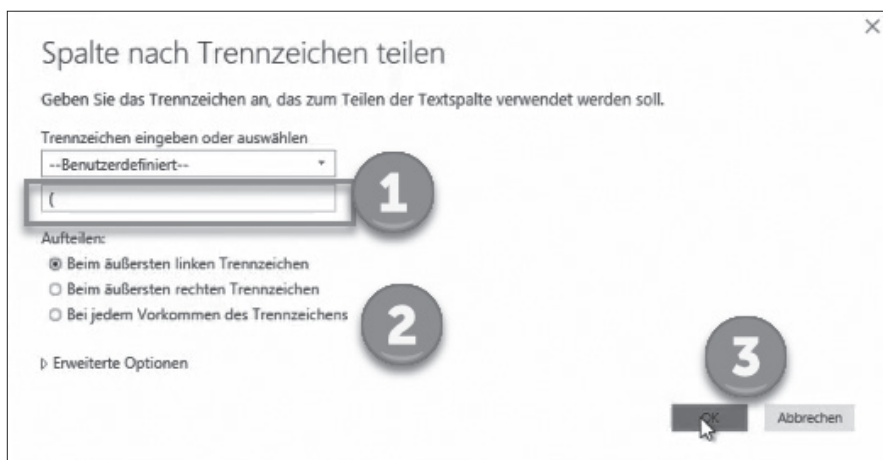 Spalte nach Trennzeichen teilen
Geben Sie das Trennzeichen an, das zum Teilen der Textspalte verwendet werden soll.
Trennzeichen eingeben oder auswählen
--Benutzerdefiniert--
(
1
Aufteilen:
Beim äußersten linken Trennzeichen
Beim äußersten rechten Trennzeichen
Bei jedem Vorkommen des Trennzeichens
2
Erweiterte Optionen
3
OK
Abbrechen